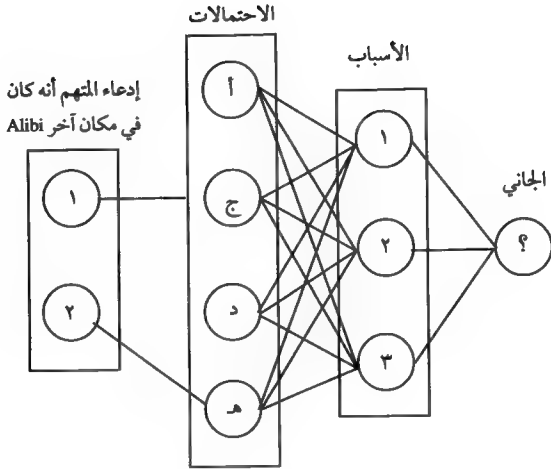 الاحتمالات
الأسباب
إدعاء المتهم أنه كان
في مكان آخر Alibi
الجاني
أ
ج
د
هـ
١
٢
٣
؟
١
٢